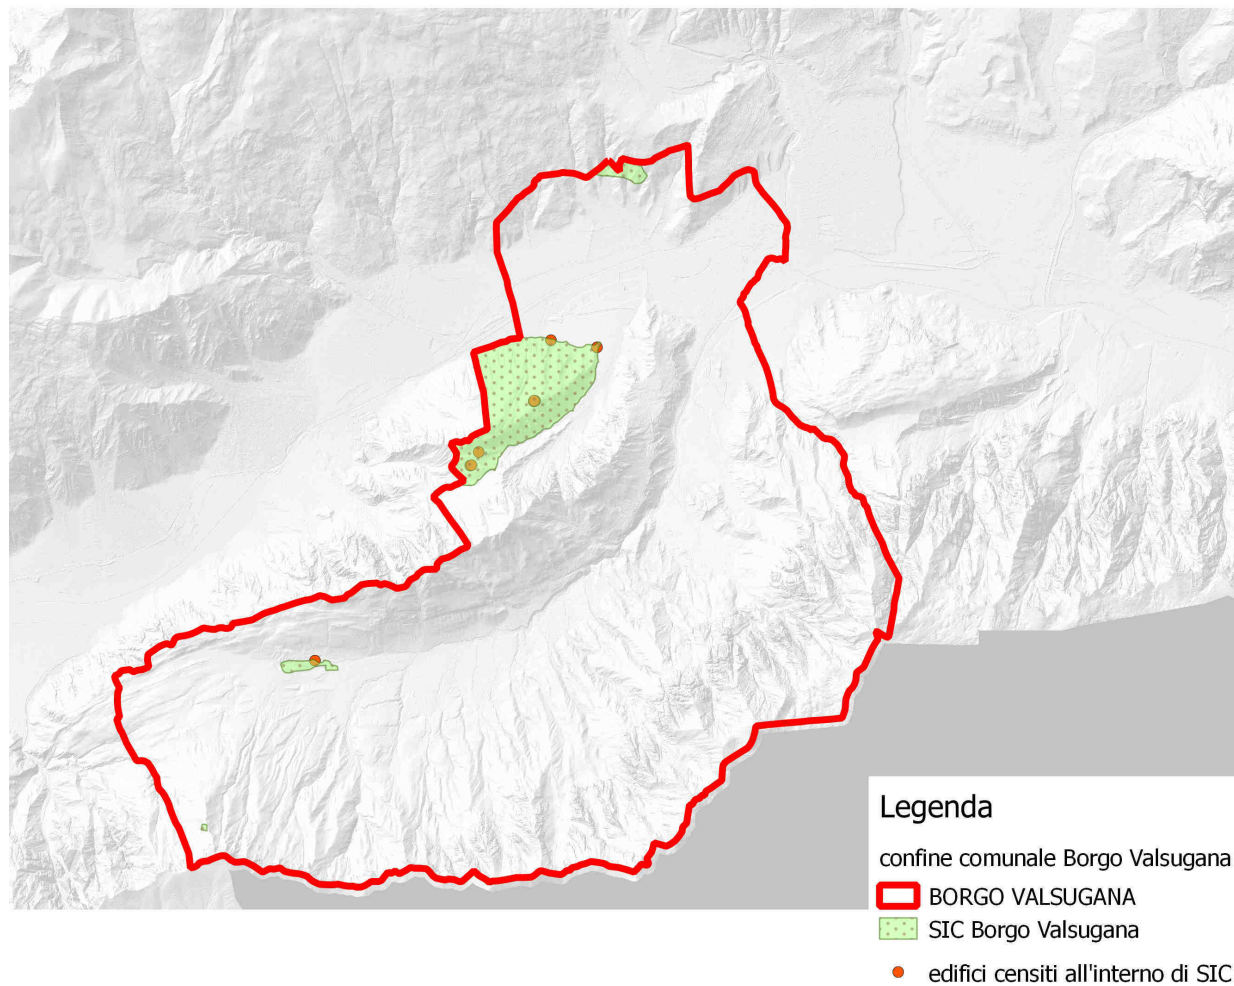 Legenda
confine comunale Borgo Valsugana
BORGO VALSUGANA
SIC Borgo Valsugana
edifici censiti all'interno di SIC